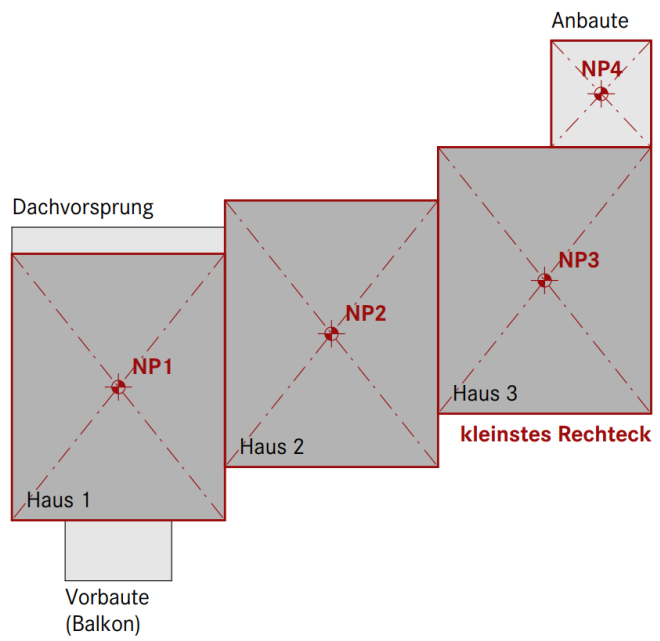 Anbaute
NP4
Dachvorsprung
NP3
NP2
NP1
Haus 3
kleinstes Rechteck
Haus 2
Haus 1
Vorbaute
(Balkon)